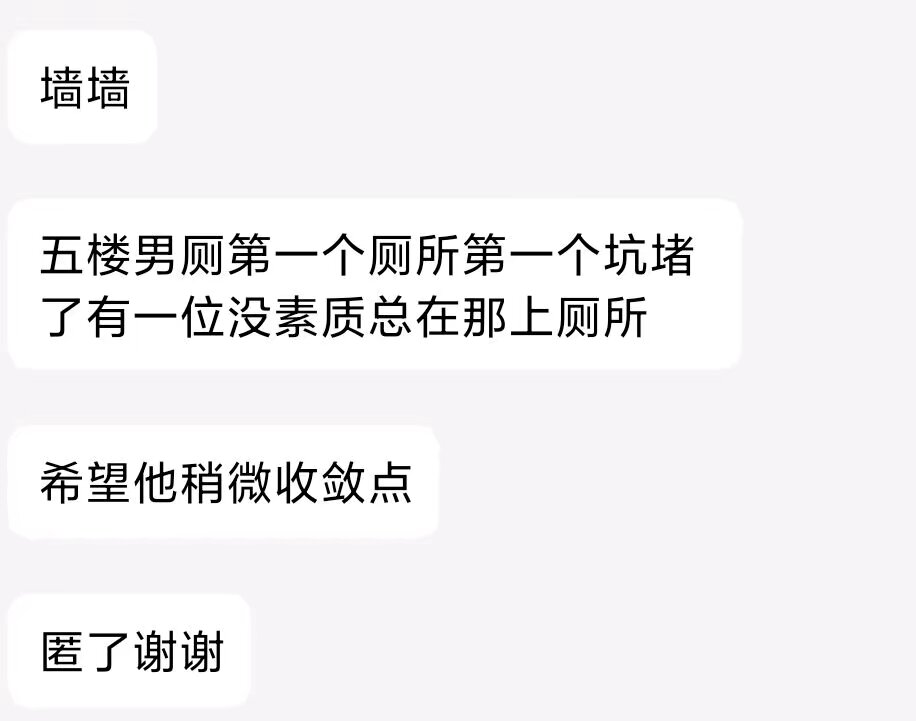 墙墙
五楼男厕第一个厕所第一个坑堵
了有一位没素质总在那上厕所
希望他稍微收敛点
匿了谢谢